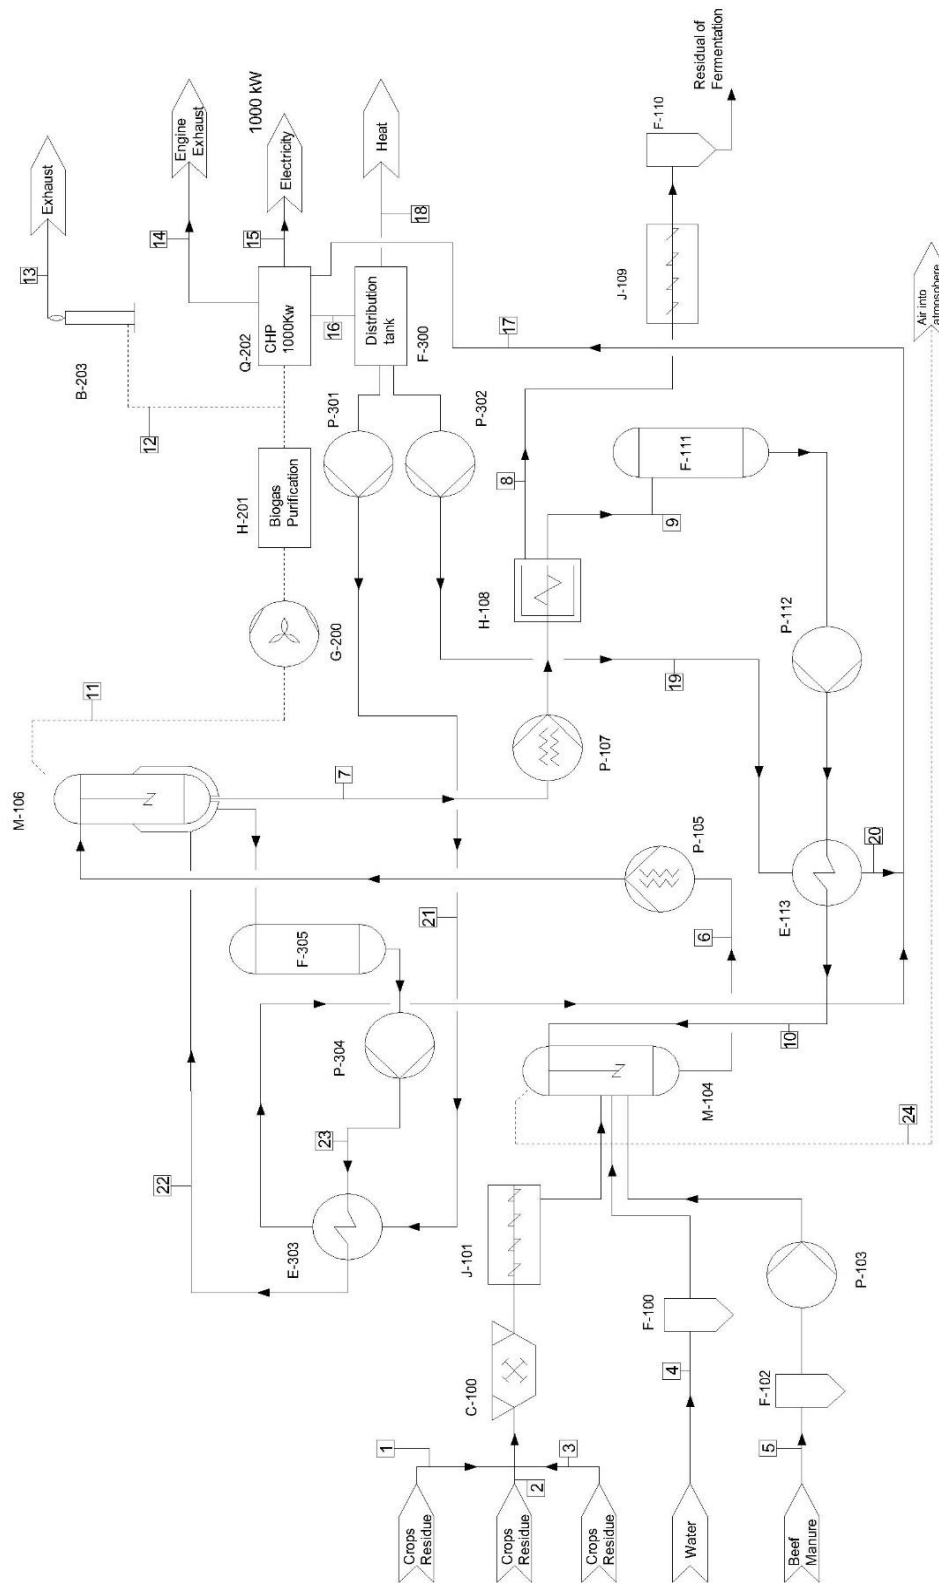 Exhaust
13
B-203
12
Engine
Exhaust
14
1000 kW
Electricity
15
Q-202
CHP
1000Kw
16
Heat
18
Distribution
tank
F-300
17
H-201
Biogas
Purification
G-200
11
P-301
P-302
M-106
7
F-305
P-304
23
22
E-303
21
P-105
6
P-107
H-108
8
9
19
J-109
F-110
Residual of
Fermentation
F-111
P-112
E-113
20
10
M-104
Air into
atmosphere
24
J-101
C-100
1
2
3
Crops
Residue
Crops
Residue
Crops
Residue
F-100
4
Water
P-103
F-102
5
Beef
Manure